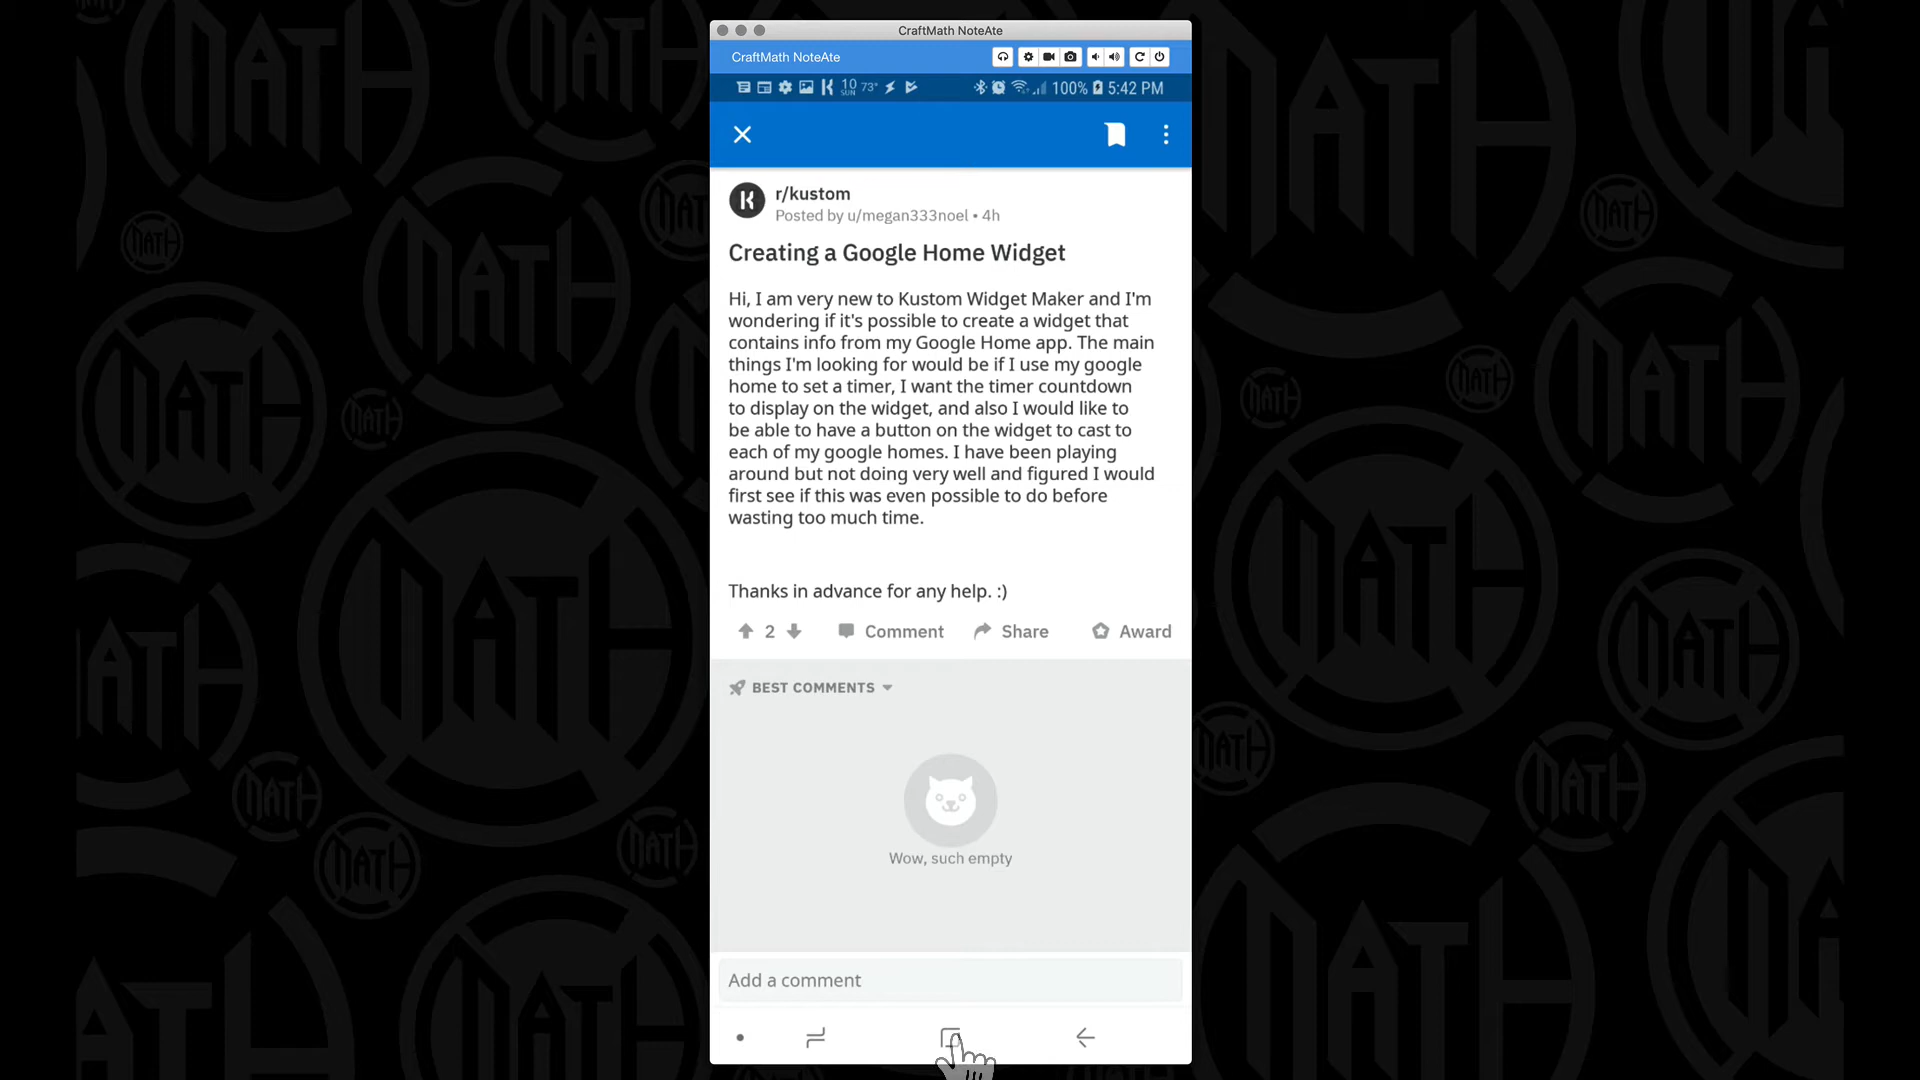 CraftMath NoteAte
CraftMath NoteAte
10 SUN 73° 100% 5:42 PM
r/kustom
Posted by u/megan333noel • 4h
Creating a Google Home Widget
Hi, I am very new to Kustom Widget Maker and I'm
wondering if it's possible to create a widget that
contains info from my Google Home app. The main
things I'm looking for would be if I use my google
home to set a timer, I want the timer countdown
to display on the widget, and also I would like to
be able to have a button on the widget to cast to
each of my google homes. I have been playing
around but not doing very well and figured I would
first see if this was even possible to do before
wasting too much time.
Thanks in advance for any help. :)
2 Comment Share Award
BEST COMMENTS
Wow, such empty
Add a comment